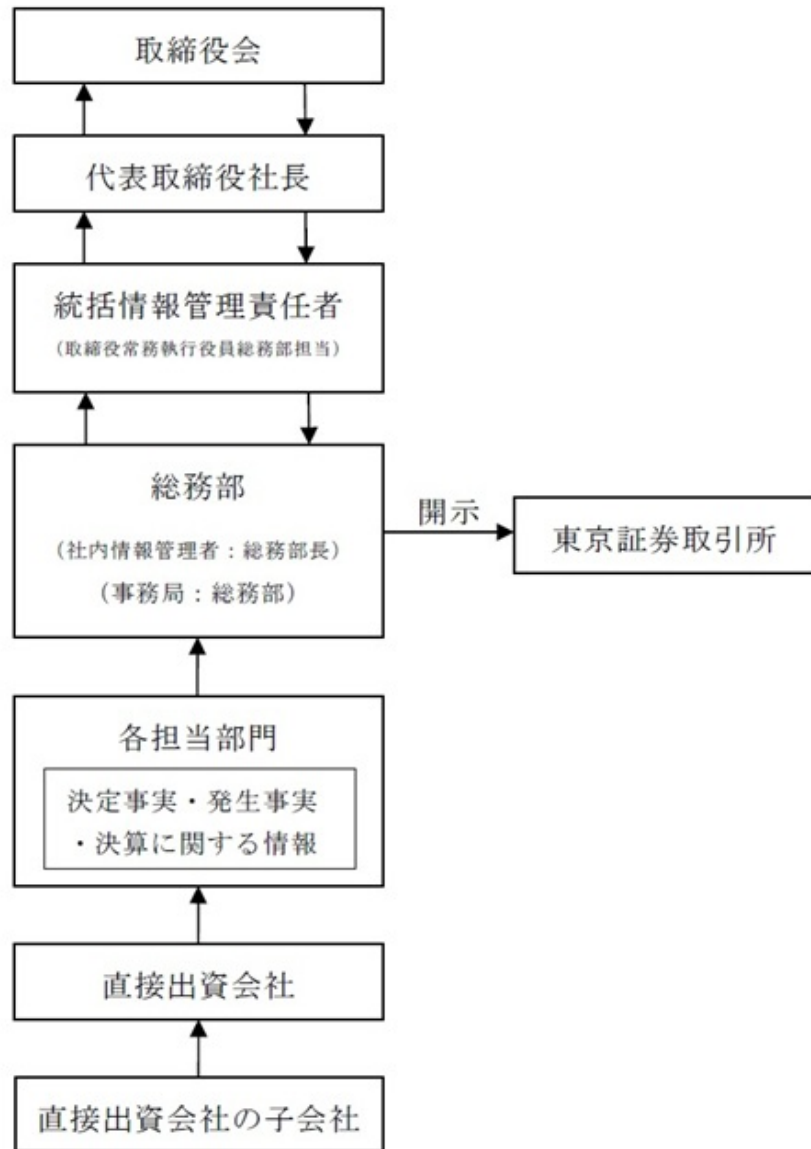 取締役会
代表取締役社長
統括情報管理責任者
(取締役常務執行役員総務部担当)
総務部
(社内情報管理者：総務部長)
(事務局：総務部)
開示
東京証券取引所
各担当部門
決定事実・発生事実
・決算に関する情報
直接出資会社
直接出資会社の子会社